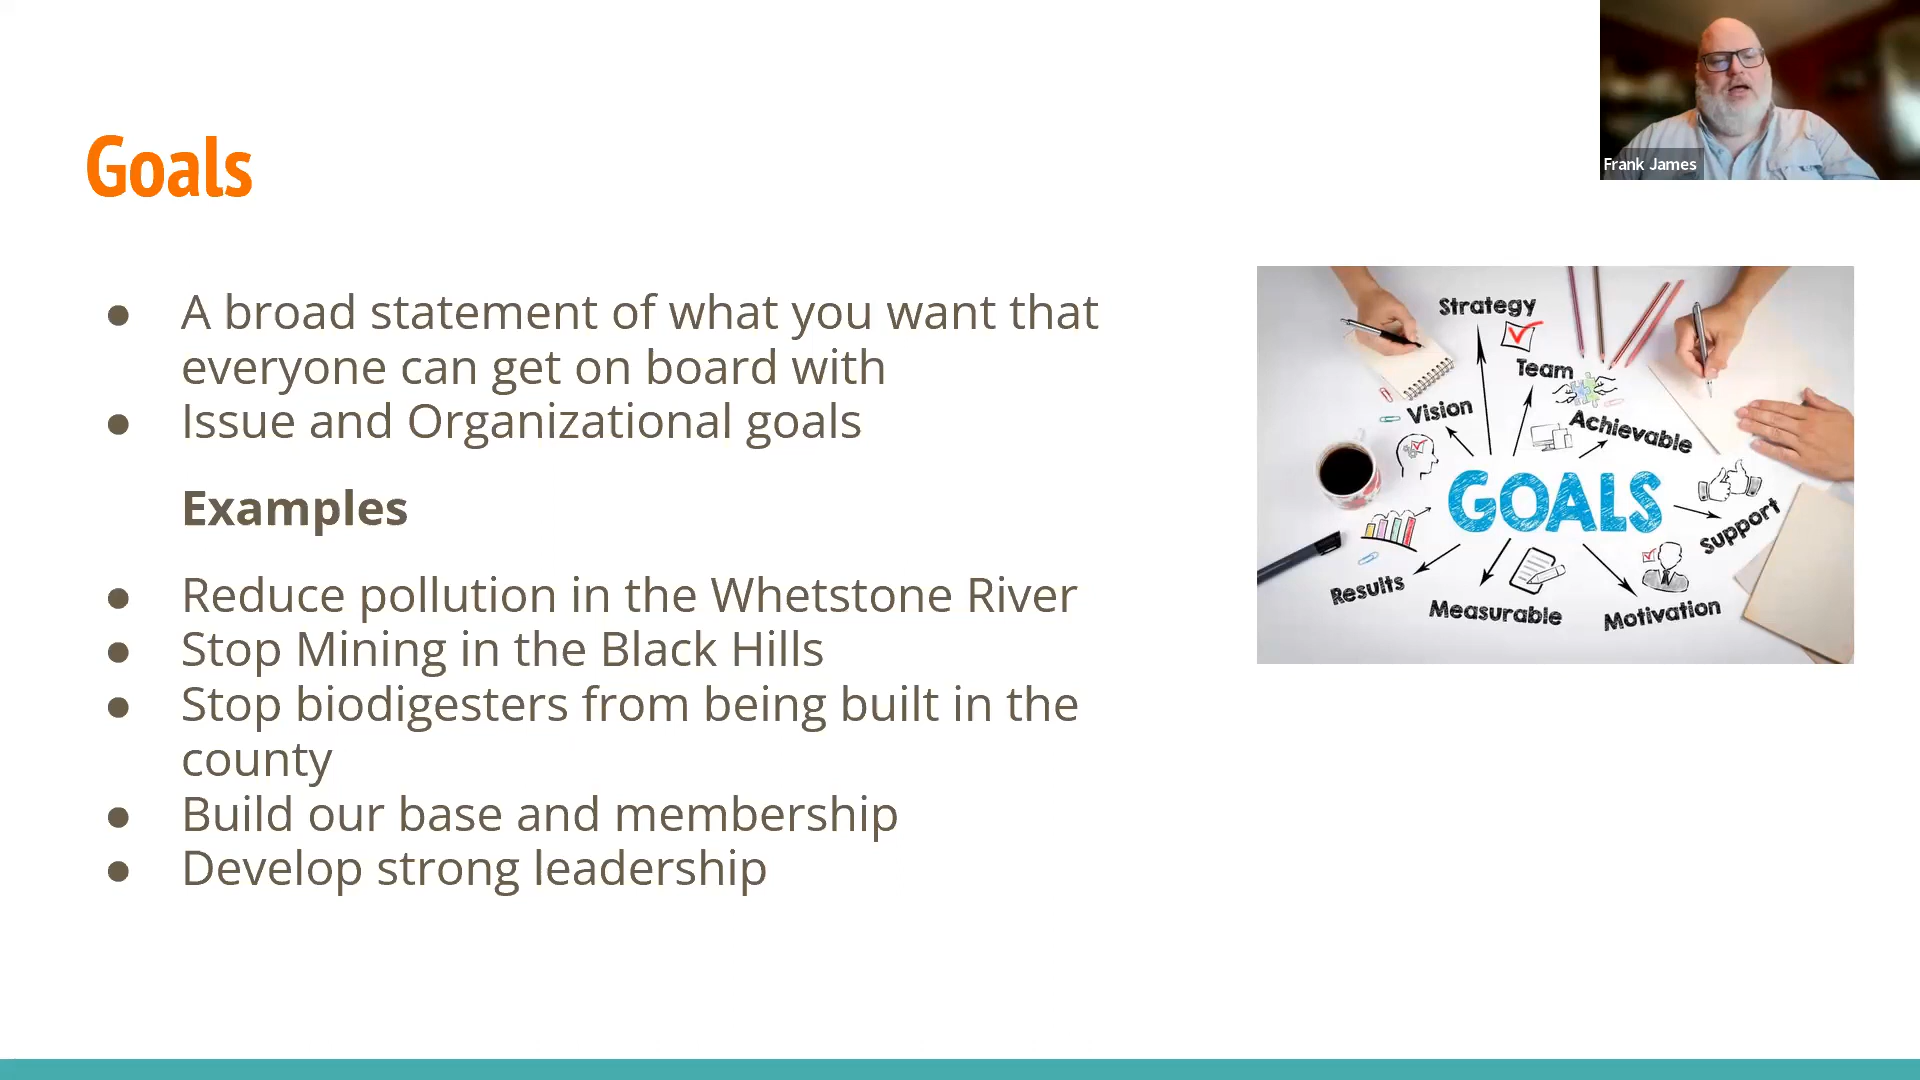 Goals
● A broad statement of what you want that
everyone can get on board with
● Issue and Organizational goals
Examples
● Reduce pollution in the Whetstone River
● Stop Mining in the Black Hills
● Stop biodigesters from being built in the
county
● Build our base and membership
● Develop strong leadership
Frank James
Strategy
Team
Vision
Achievable
GOALS
Support
Results
Measurable
Motivation